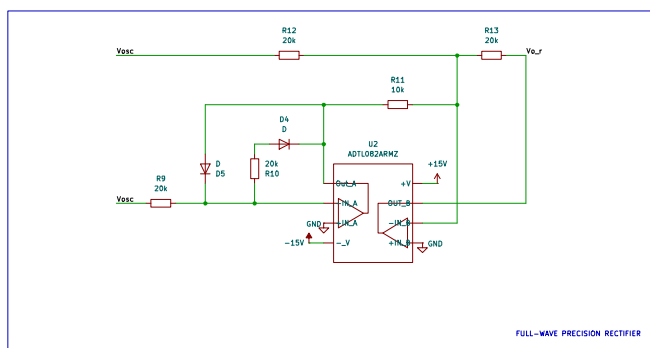 R12
20k
R13
20k
Vosc
Vo_r
R11
10k
D4
D
U2
ADTL082ARMZ
D
D5
20k
R10
+15V
R9
20k
Out_A
+V
Vosc
-IN_A
OUT_B
GND
-IN_A
-IN_B
-15V
-_V
+IN_B
GND
FULL-WAVE PRECISION RECTIFIER